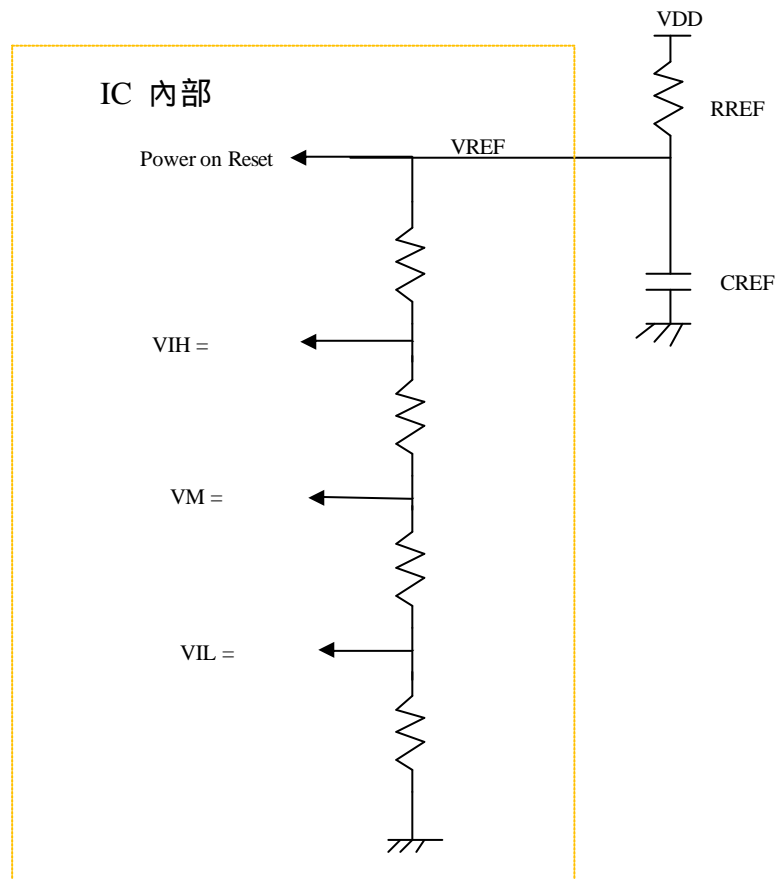 VDD
IC 內部
RREF
Power on Reset
VREF
CREF
VIH =
VM =
VIL =